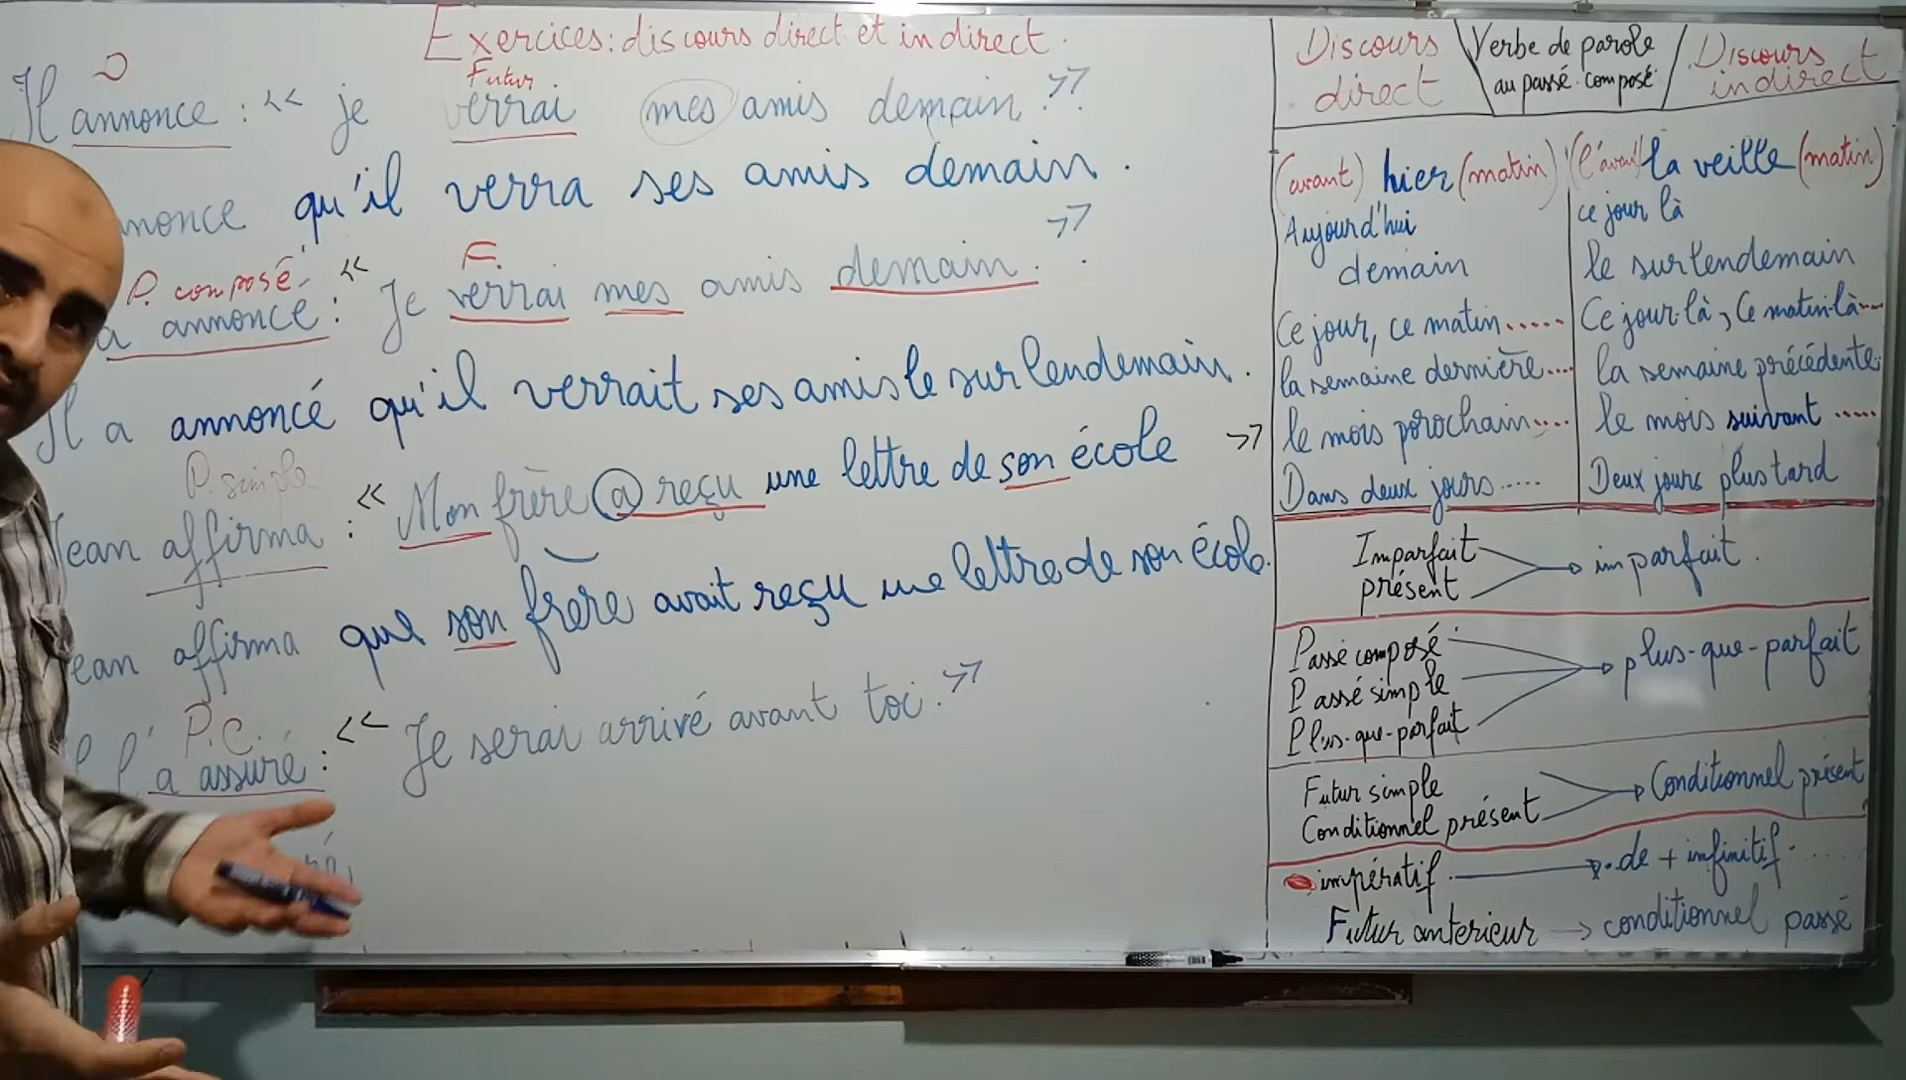 Exercices: discours direct et indirect.
D
Futur
Il annonce : << je verrai mes amis demain. >>
nnonce qu'il verra ses amis demain.
P. composé
F.
a annoncé : << Je verrai mes amis demain. >>
Il a annoncé qu'il verrait ses amis le surlendemain.
P. simple
Jean affirma : << Mon frère a reçu une lettre de son école >>
ean affirma que son frère avait reçu une lettre de son école.
P.C.
l l'a assuré : << Je serai arrivé avant toi. >>
Discours direct
Verbe de parole au passé composé
Discours indirect
(avant) hier (matin)
(l'avant) la veille (matin)
Aujourd'hui
ce jour là
demain
le surlendemain
Ce jour, ce matin.....
Ce jour-là, Ce matin-là...
la semaine dernière....
la semaine précédente.
le mois porochain....
le mois suivant .....
Dans deux jours.....
Deux jours plus tard
Imparfait
présent
imparfait.
Passé composé
Passé simple
Plus-que-parfait
plus-que-parfait
Futur simple
Conditionnel présent
Conditionnel présent
impératif
de + infinitif
Futur anterieur → conditionnel passé